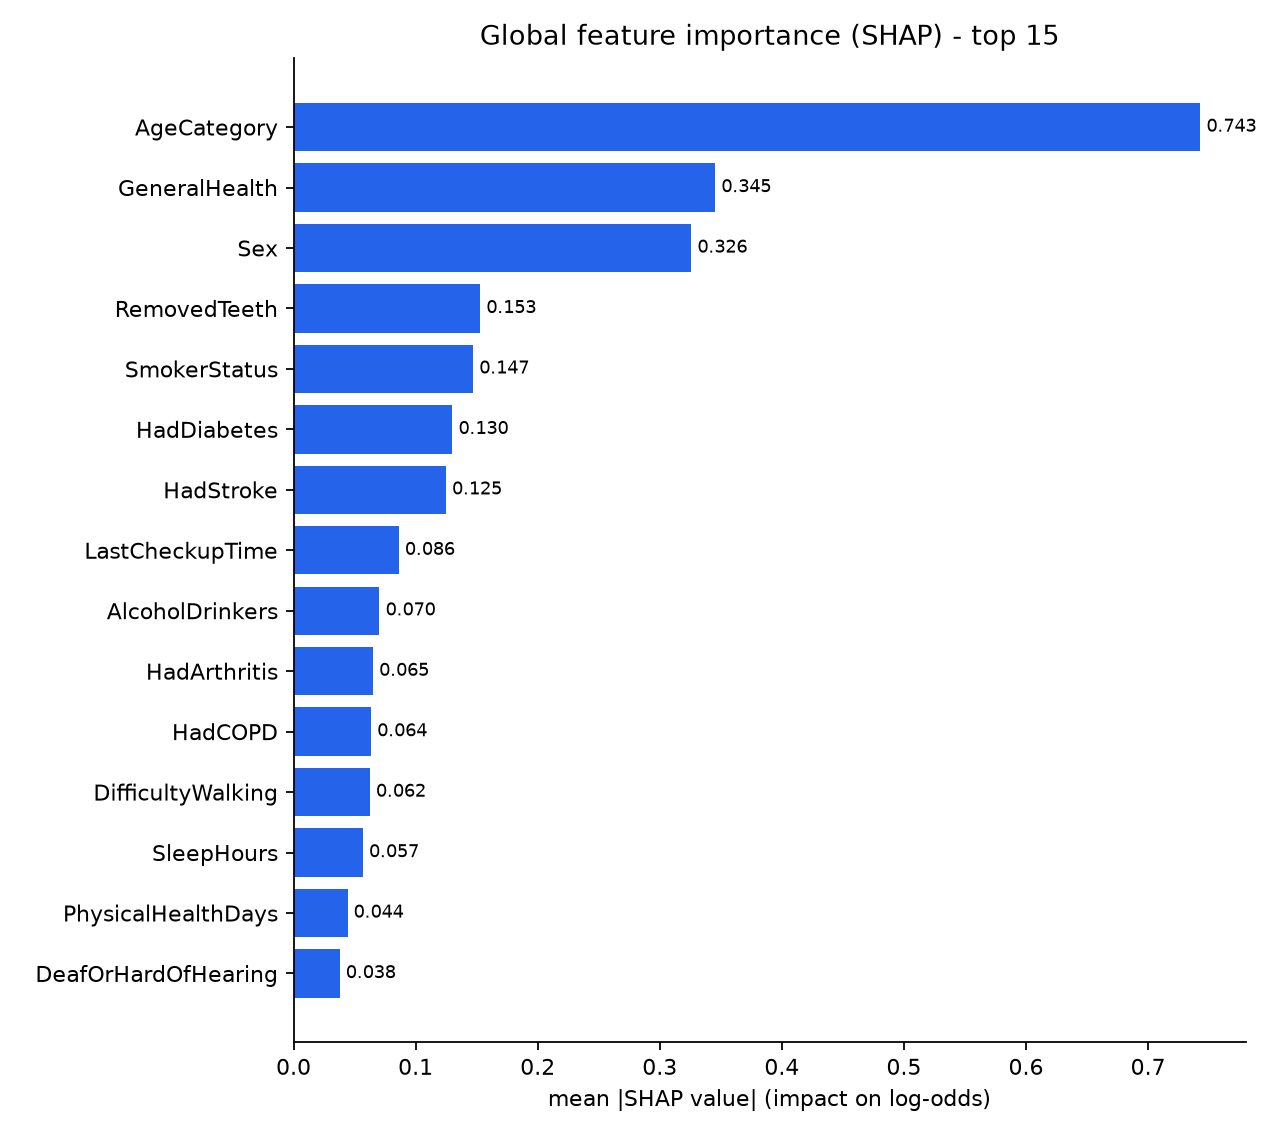 Global feature importance (SHAP) - top 15
AgeCategory 0.743
GeneralHealth 0.345
Sex 0.326
RemovedTeeth 0.153
SmokerStatus 0.147
HadDiabetes 0.130
HadStroke 0.125
LastCheckupTime 0.086
AlcoholDrinkers 0.070
HadArthritis 0.065
HadCOPD 0.064
DifficultyWalking 0.062
SleepHours 0.057
PhysicalHealthDays 0.044
DeafOrHardOfHearing 0.038
0.0 0.1 0.2 0.3 0.4 0.5 0.6 0.7
mean |SHAP value| (impact on log-odds)